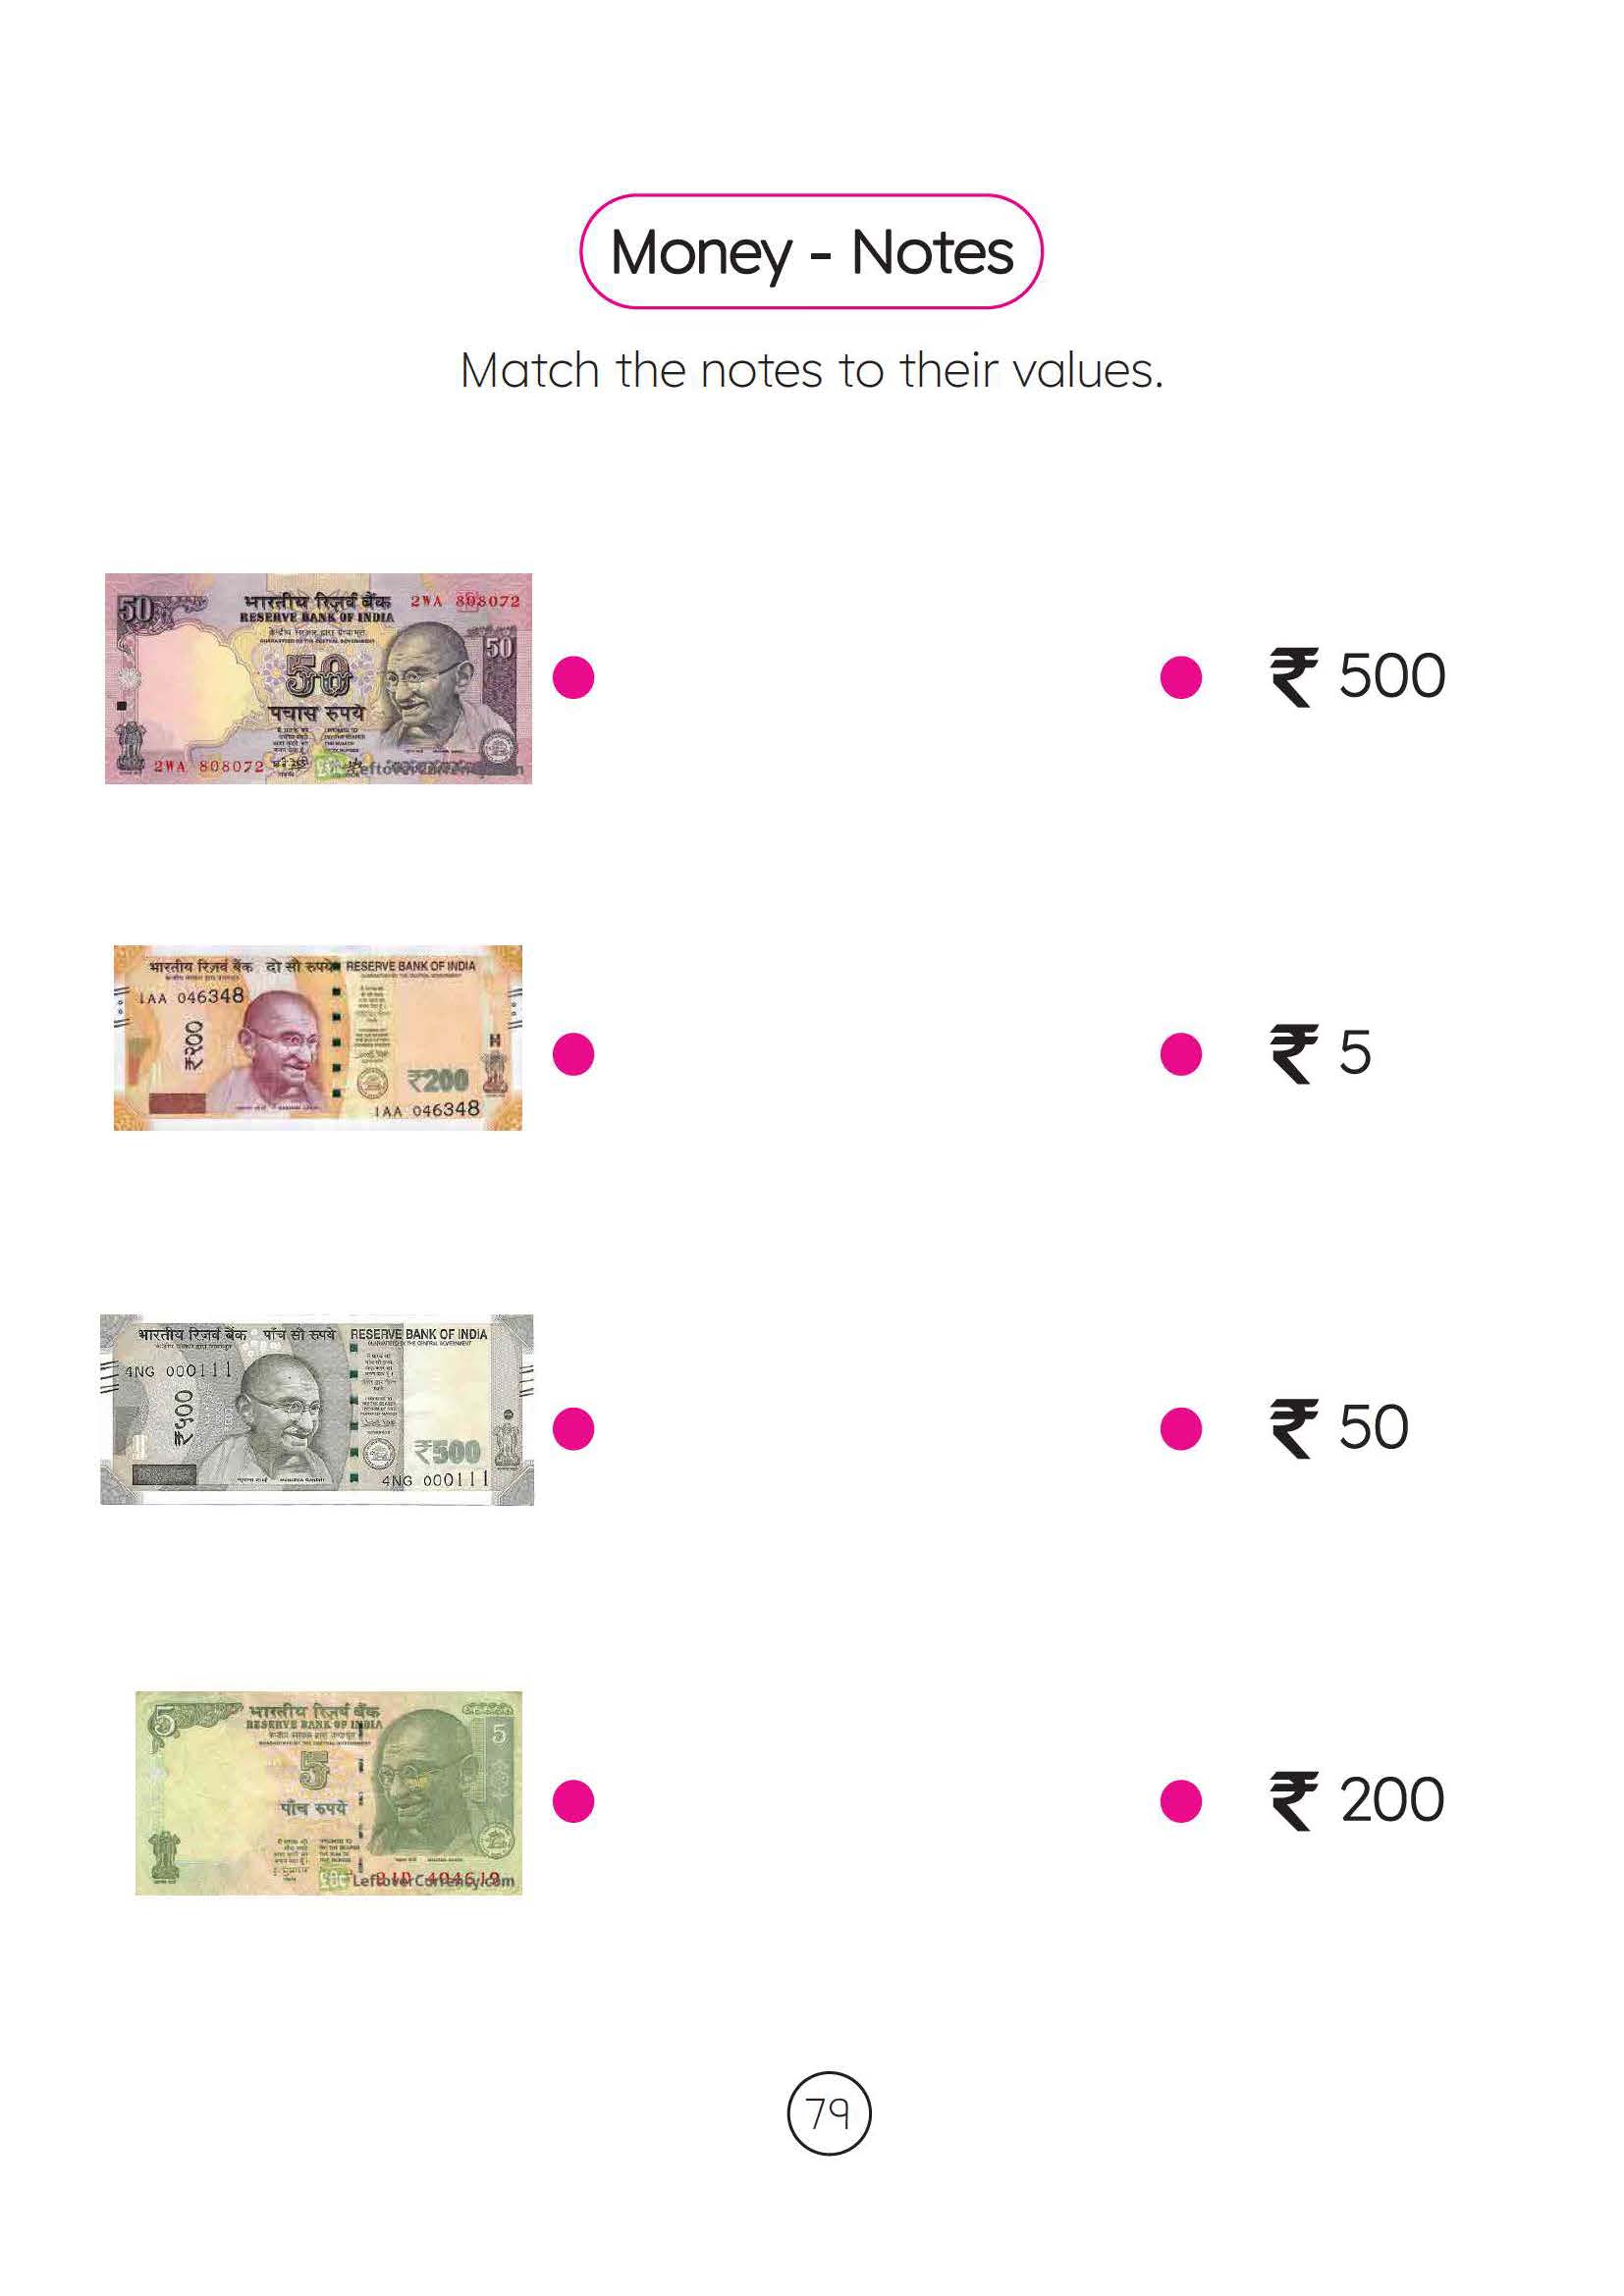 Money - Notes
Match the notes to their values.
50
भारतीय रिज़र्व बैंक
2WA 808072
RESERVE BANK OF INDIA
50
50
पचास रुपये
2WA 808072
₹ 500
भारतीय रिज़र्व बैंक दो सौ रुपये RESERVE BANK OF INDIA
1AA 046348
₹२००
₹200
1AA 046348
₹ 5
भारतीय रिज़र्व बैंक पाँच सौ रुपये RESERVE BANK OF INDIA
4NG 000111
₹५००
₹500
4NG 000111
₹ 50
5
भारतीय रिज़र्व बैंक
RESERVE BANK OF INDIA
5
5
पाँच रुपये
LeftoverCurrency.com
₹ 200
79